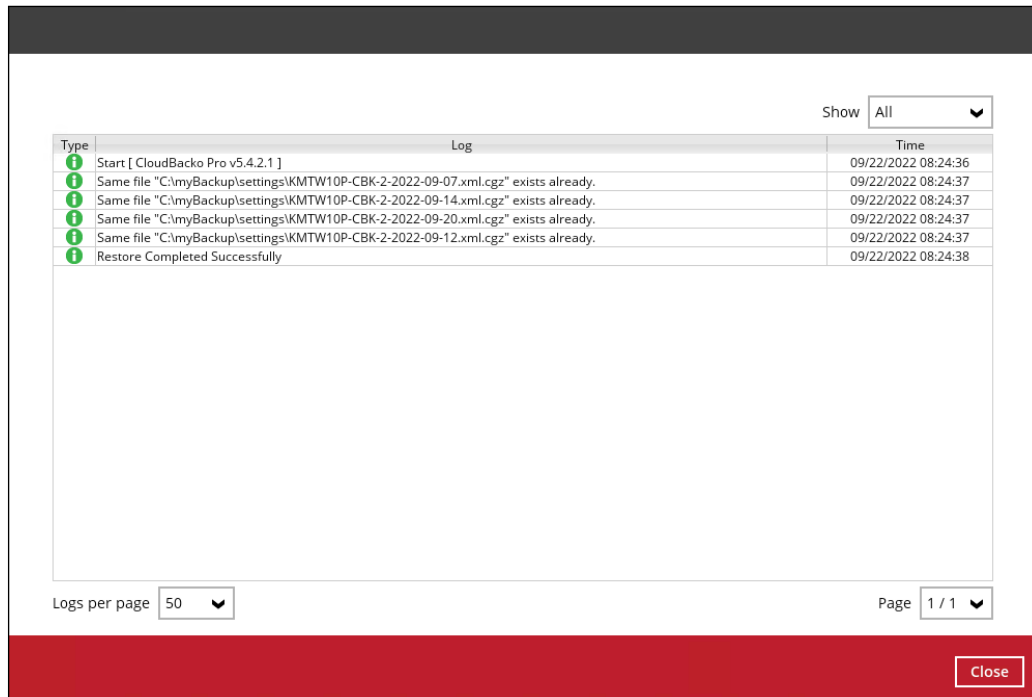 Show All
Type Log Time
Start [ CloudBacko Pro v5.4.2.1 ] 09/22/2022 08:24:36
Same file "C:\myBackup\settings\KMTW10P-CBK-2-2022-09-07.xml.cgz" exists already. 09/22/2022 08:24:37
Same file "C:\myBackup\settings\KMTW10P-CBK-2-2022-09-14.xml.cgz" exists already. 09/22/2022 08:24:37
Same file "C:\myBackup\settings\KMTW10P-CBK-2-2022-09-20.xml.cgz" exists already. 09/22/2022 08:24:37
Same file "C:\myBackup\settings\KMTW10P-CBK-2-2022-09-12.xml.cgz" exists already. 09/22/2022 08:24:37
Restore Completed Successfully 09/22/2022 08:24:38
Logs per page 50 Page 1 / 1
Close